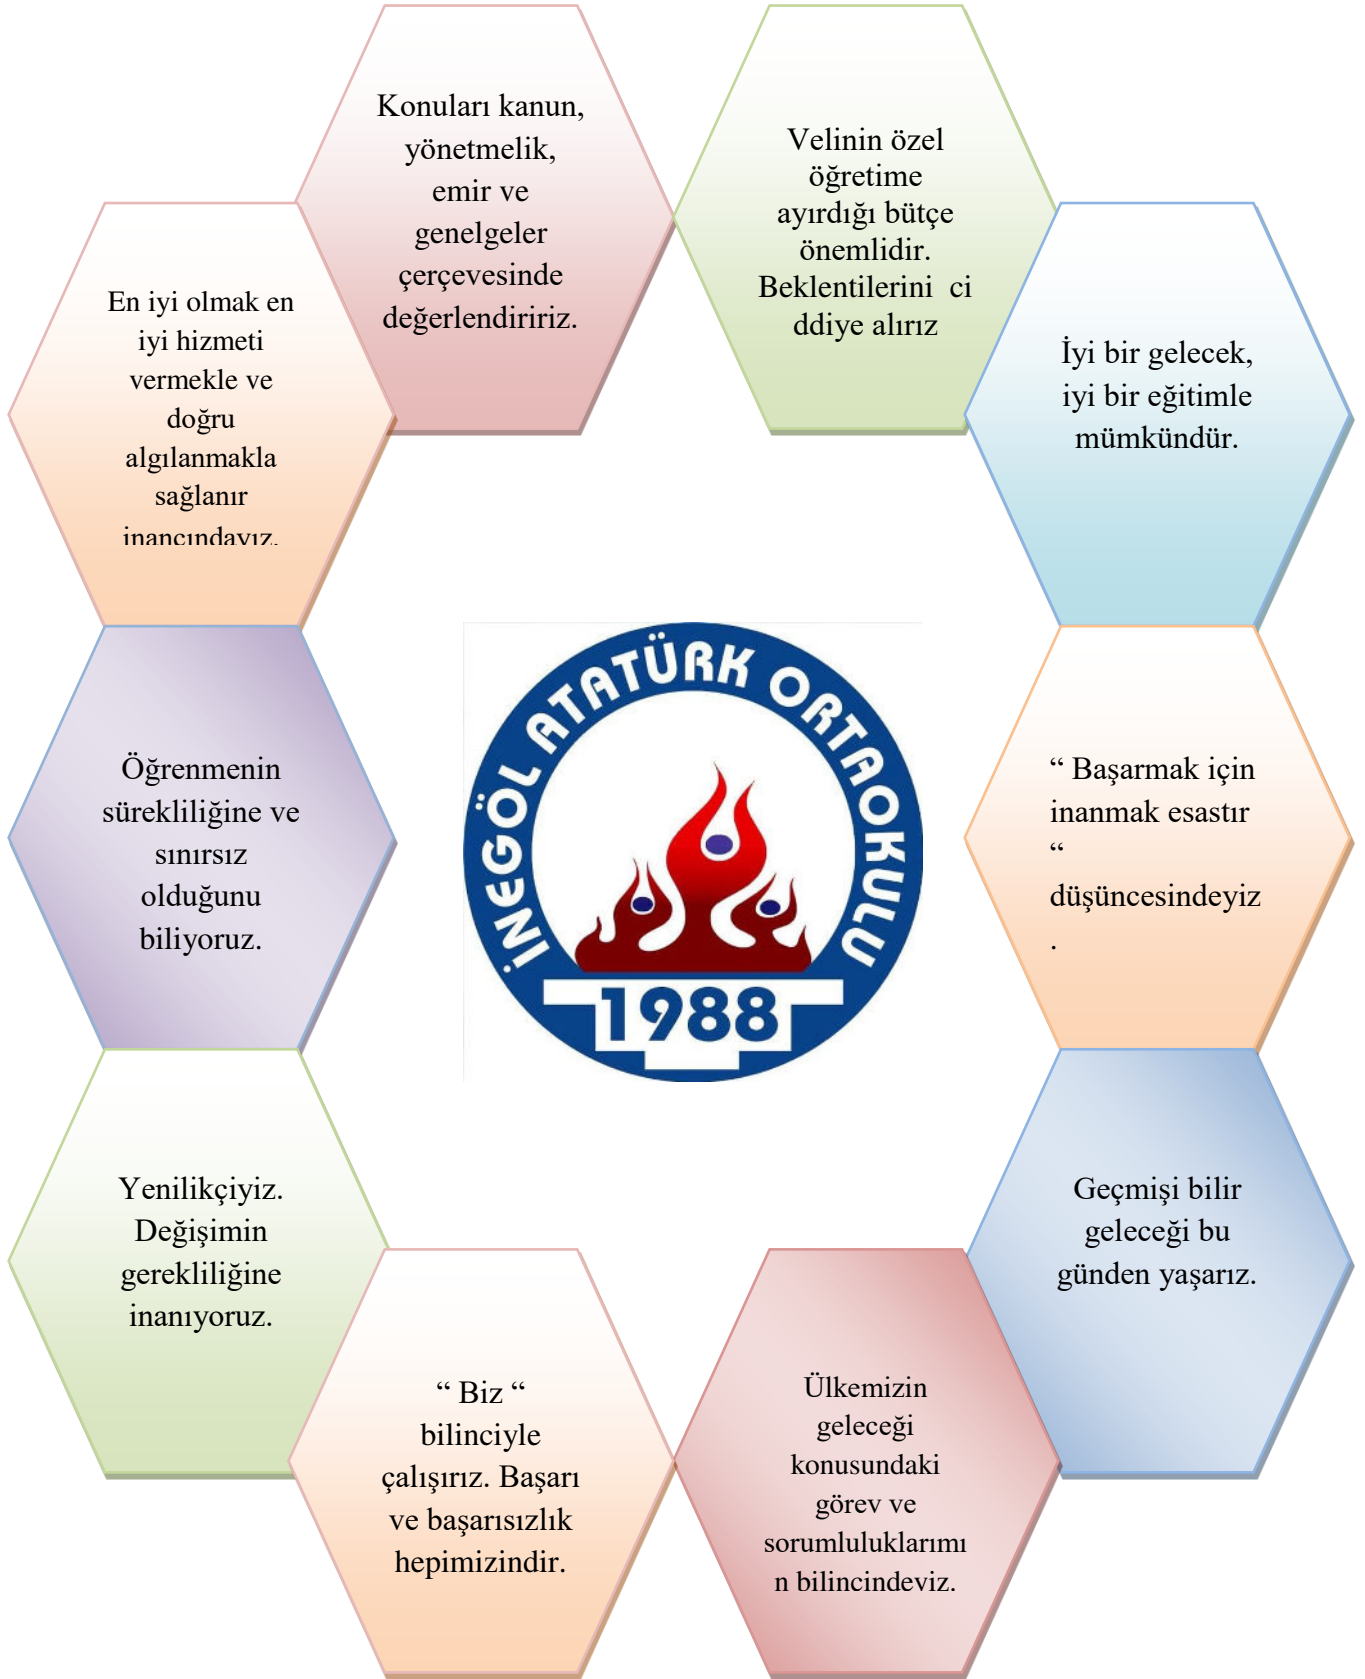 Konuları kanun,
yönetmelik,
emir ve
genelgeler
çerçevesinde
değerlendiririz.
Velinin özel
öğretime
ayırdığı bütçe
önemlidir.
Beklentilerini ci
ddiye alırız
En iyi olmak en
iyi hizmeti
vermekle ve
doğru
algılanmakla
sağlanır
inancındayız.
İyi bir gelecek,
iyi bir eğitimle
mümkündür.
İNEGÖL ATATÜRK ORTAOKULU
1988
Öğrenmenin
sürekliliğine ve
sınırsız
olduğunu
biliyoruz.
“ Başarmak için
inanmak esastır
“
düşüncesindeyiz
.
Yenilikçiyiz.
Değişimin
gerekliliğine
inanıyoruz.
Geçmişi bilir
geleceği bu
günden yaşarız.
“ Biz “
bilinciyle
çalışırız. Başarı
ve başarısızlık
hepimizindir.
Ülkemizin
geleceği
konusundaki
görev ve
sorumluluklarımı
n bilincindeyiz.